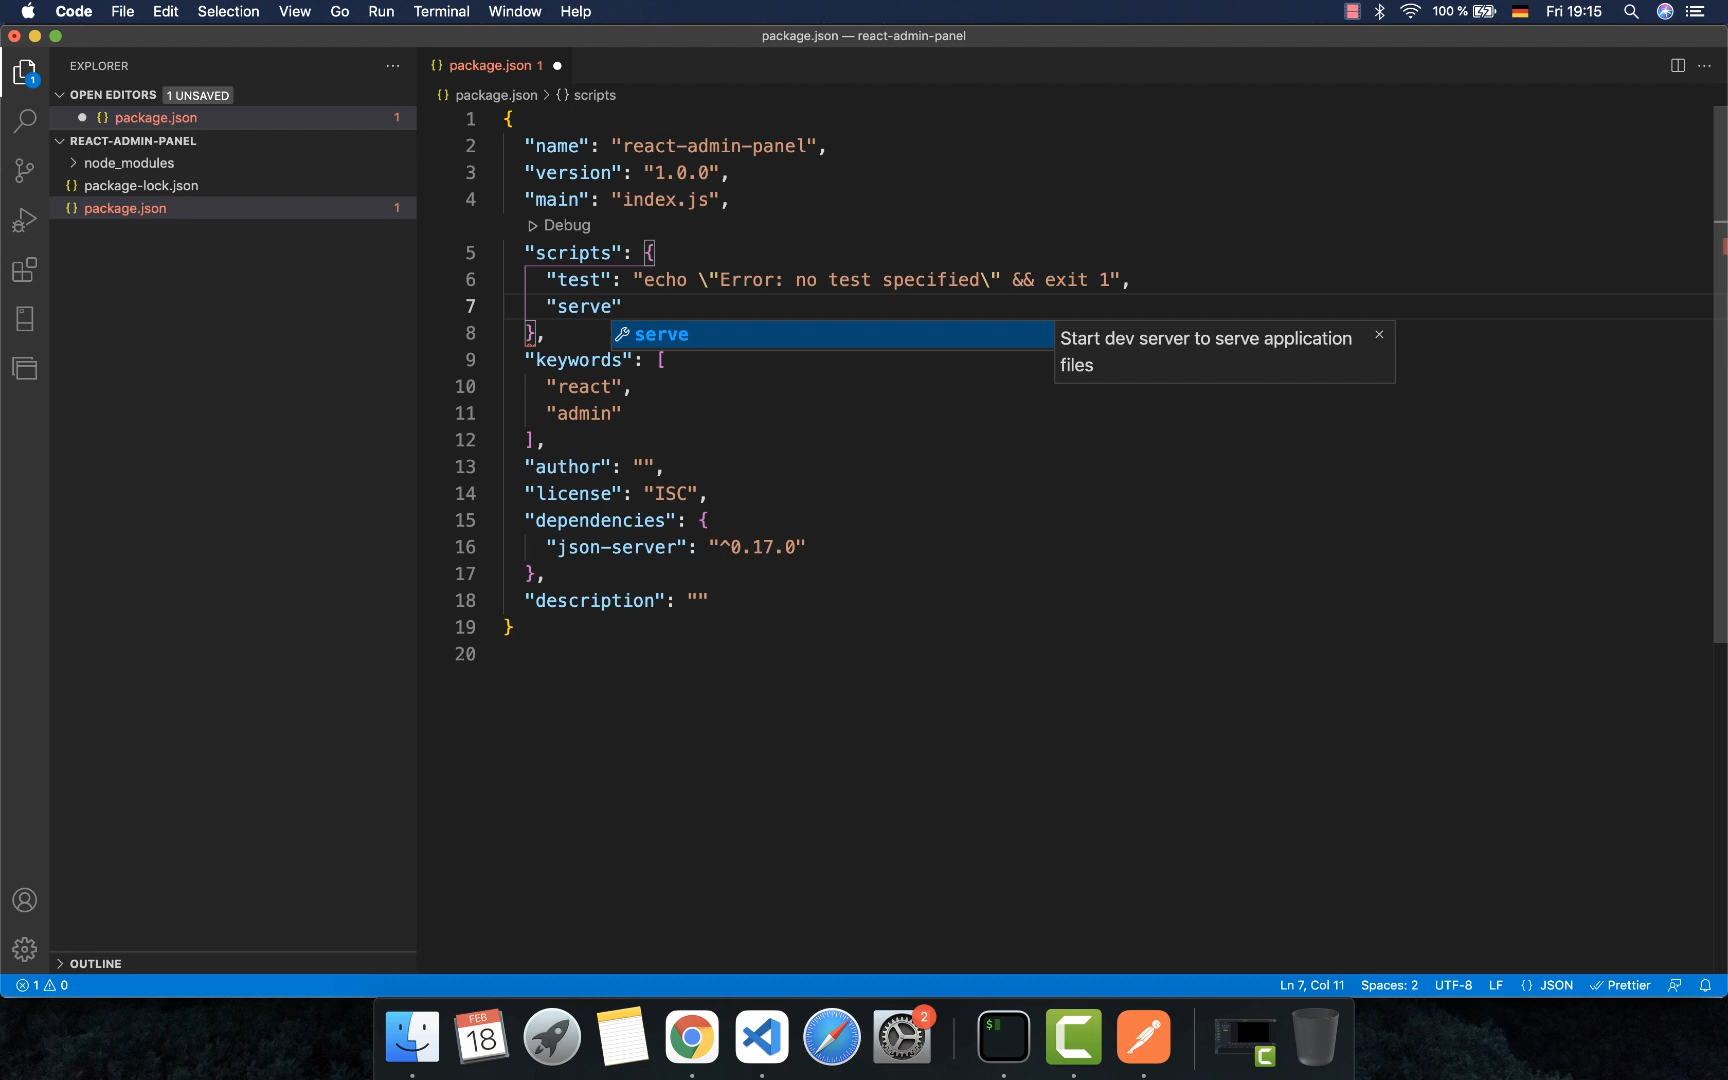 Code File Edit Selection View Go Run Terminal Window Help 100 % Fri 19:15
package.json — react-admin-panel
EXPLORER
OPEN EDITORS 1 UNSAVED
package.json 1
REACT-ADMIN-PANEL
node_modules
package-lock.json
package.json 1
OUTLINE
1
package.json 1
package.json > {} scripts
1 {
2 "name": "react-admin-panel",
3 "version": "1.0.0",
4 "main": "index.js",
Debug
5 "scripts": {
6 "test": "echo \"Error: no test specified\" && exit 1",
7 "serve"
8 },
9 "keywords": [
10 "react",
11 "admin"
12 ],
13 "author": "",
14 "license": "ISC",
15 "dependencies": {
16 "json-server": "^0.17.0"
17 },
18 "description": ""
19 }
20
serve
Start dev server to serve application
files
1 0 Ln 7, Col 11 Spaces: 2 UTF-8 LF {} JSON Prettier
FEB
18
2
$